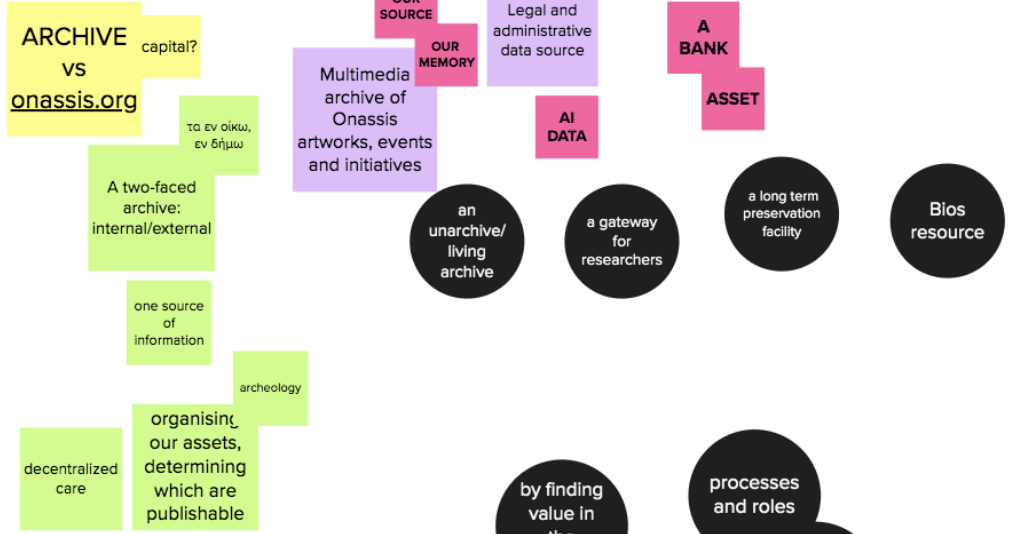 ARCHIVE
vs
onassis.org
capital?
τα εν οίκω,
εν δήμω
A two-faced
archive:
internal/external
one source
of
information
archeology
organising
our assets,
determining
which are
publishable
decentralized
care
OUR
SOURCE
OUR
MEMORY
Multimedia
archive of
Onassis
artworks, events
and initiatives
Legal and
administrative
data source
AI
DATA
A
BANK
ASSET
an
unarchive/
living
archive
a gateway
for
researchers
a long term
preservation
facility
Bios
resource
by finding
value in
the
processes
and roles